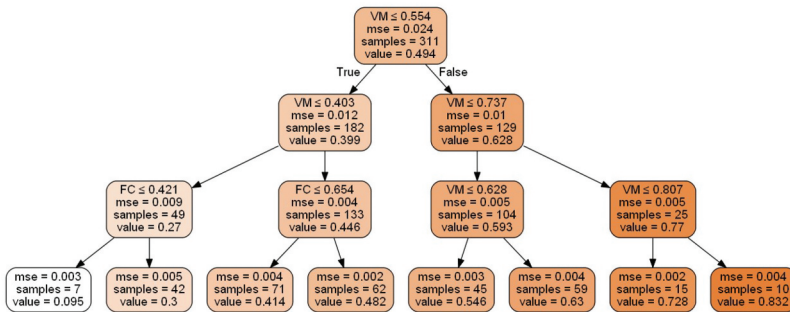 VM ≤ 0.554
mse = 0.024
samples = 311
value = 0.494
True
False
VM ≤ 0.403
mse = 0.012
samples = 182
value = 0.399
VM ≤ 0.737
mse = 0.01
samples = 129
value = 0.628
FC ≤ 0.421
mse = 0.009
samples = 49
value = 0.27
FC ≤ 0.654
mse = 0.004
samples = 133
value = 0.446
VM ≤ 0.628
mse = 0.005
samples = 104
value = 0.593
VM ≤ 0.807
mse = 0.005
samples = 25
value = 0.77
mse = 0.003
samples = 7
value = 0.095
mse = 0.005
samples = 42
value = 0.3
mse = 0.004
samples = 71
value = 0.414
mse = 0.002
samples = 62
value = 0.482
mse = 0.003
samples = 45
value = 0.546
mse = 0.004
samples = 59
value = 0.63
mse = 0.002
samples = 15
value = 0.728
mse = 0.004
samples = 10
value = 0.832